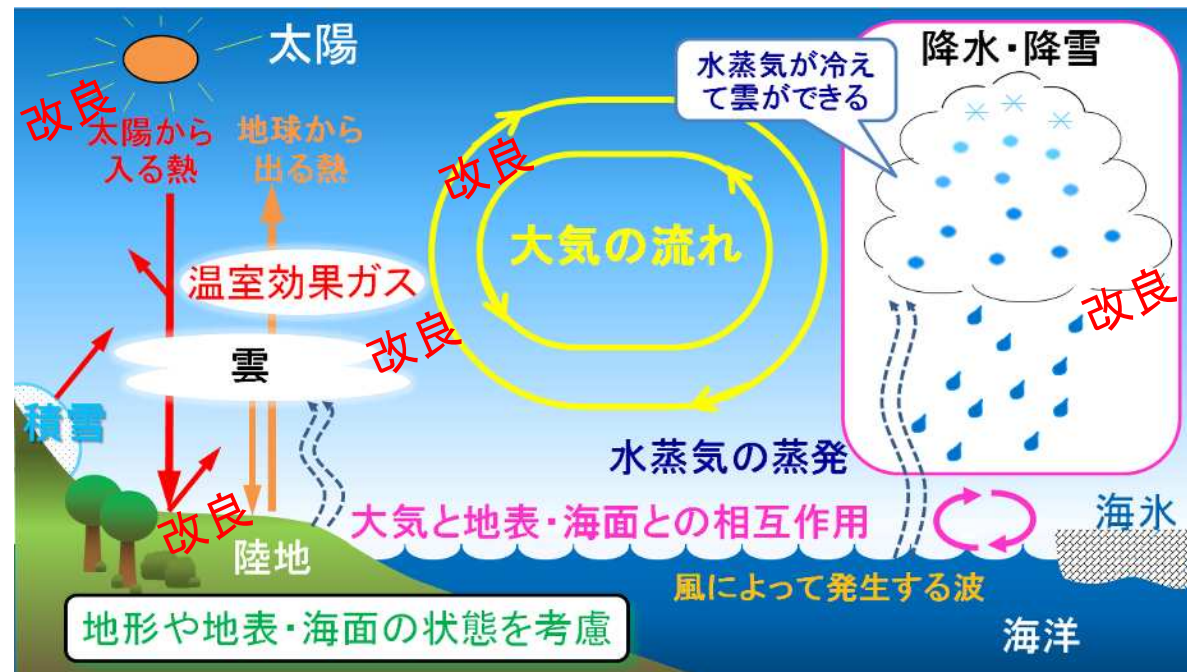 太陽
改良
太陽から
入る熱
地球から
出る熱
水蒸気が冷え
て雲ができる
降水・降雪
改良
大気の流れ
温室効果ガス
改良
改良
雲
積雪
水蒸気の蒸発
改良
大気と地表・海面との相互作用
海氷
陸地
風によって発生する波
地形や地表・海面の状態を考慮
海洋